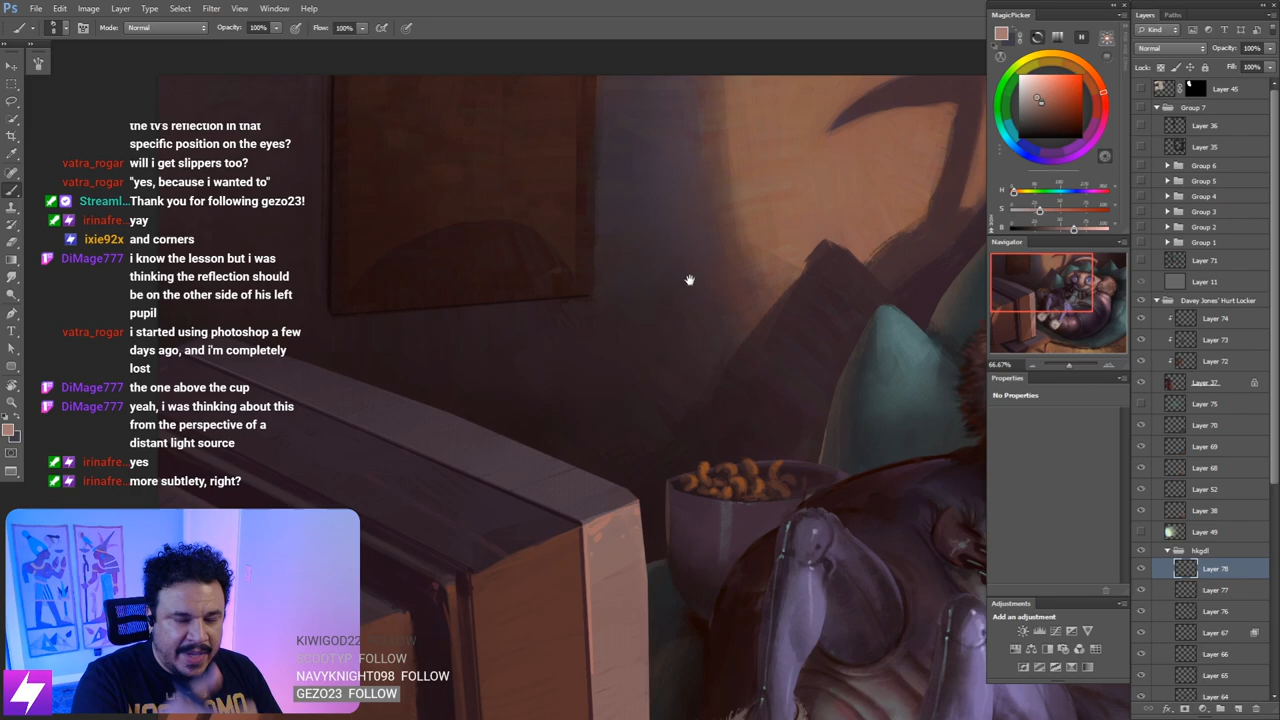 Ps File Edit Image Layer Type Select Filter View Window Help
Mode: Normal Opacity: 100% Flow: 100%
the tv's reflection in that
specific position on the eyes?
vatra_rogar will i get slippers too?
vatra_rogar "yes, because i wanted to"
Streaml... Thank you for following gezo23!
irinafre... yay
ixie92x and corners
DiMage777 i know the lesson but i was
thinking the reflection should
be on the other side of his left
pupil
vatra_rogar i started using photoshop a few
days ago, and i'm completely
lost
DiMage777 the one above the cup
DiMage777 yeah, i was thinking about this
from the perspective of a
distant light source
irinafre... yes
irinafre... more subtlety, right?
KIWIGOD22 FOLLOW
SCOOTYP FOLLOW
NAVYKNIGHT098 FOLLOW
GEZO23 FOLLOW
MagicPicker
H
H
S
B
Navigator
66.67%
Properties
No Properties
Adjustments
Add an adjustment
Layers Paths
Kind
Normal Opacity: 100%
Lock: Fill: 100%
Layer 45
Group 7
Layer 36
Layer 35
Group 6
Group 5
Group 4
Group 3
Group 2
Group 1
Layer 71
Layer 11
Davey Jones' Hurt Locker
Layer 74
Layer 73
Layer 72
Layer 37
Layer 75
Layer 70
Layer 69
Layer 68
Layer 52
Layer 38
Layer 49
hkgdl
Layer 78
Layer 77
Layer 76
Layer 67
Layer 66
Layer 65
Layer 64